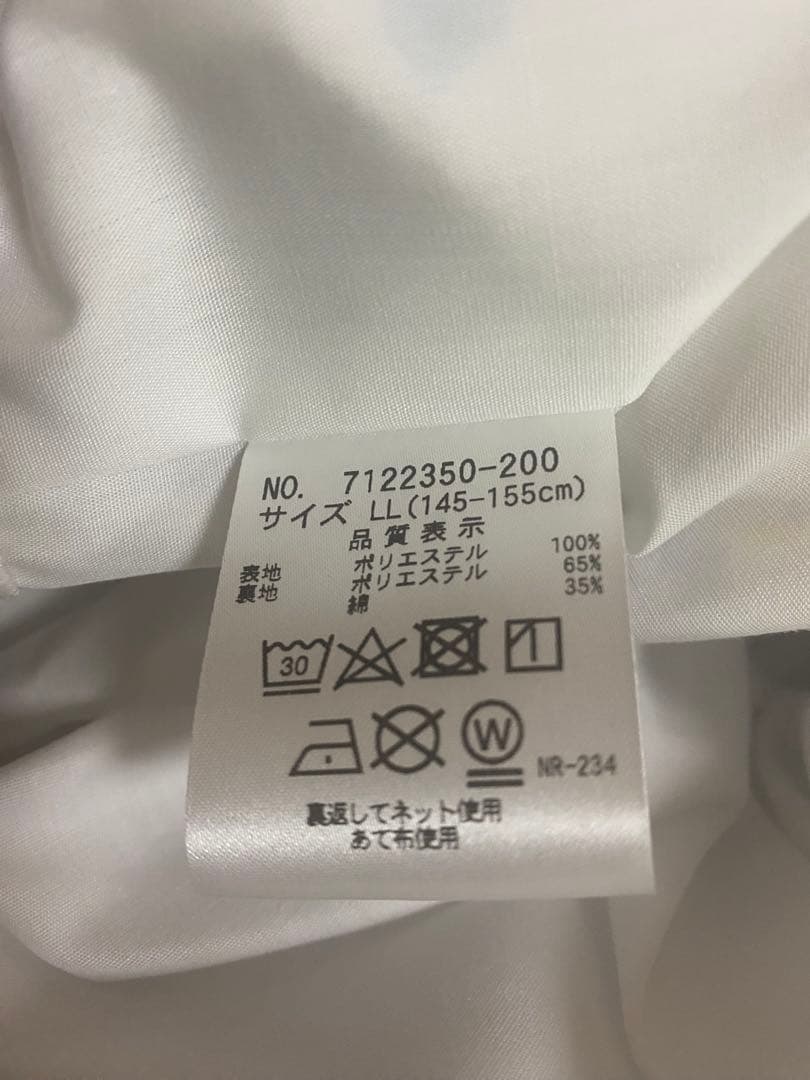 NO. 7122350-200
サイズ LL(145-155cm)
品質表示
表地 ポリエステル 100%
裏地 ポリエステル 65%
綿 35%
30
W NR-234
裏返してネット使用
あて布使用